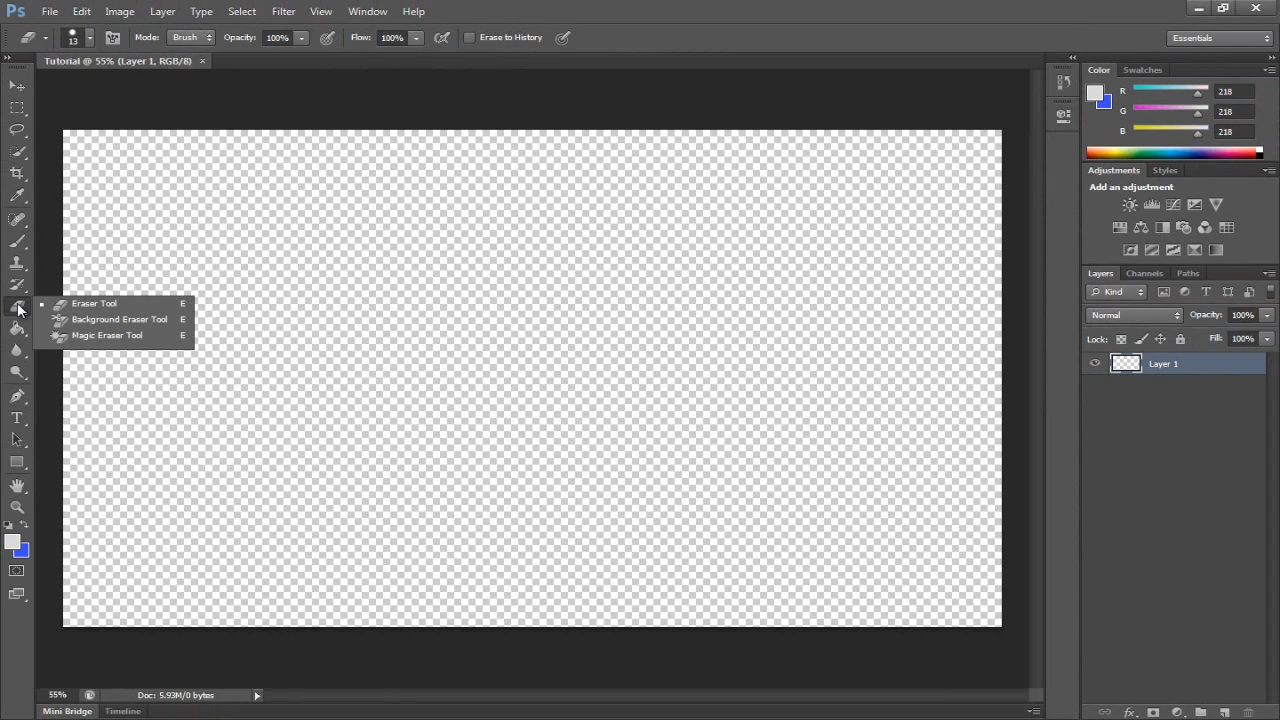 Ps File Edit Image Layer Type Select Filter View Window Help
13 Mode: Brush Opacity: 100% Flow: 100% Erase to History Essentials
Tutorial @ 55% (Layer 1, RGB/8) ×
Color Swatches
R 218
G 218
B 218
Adjustments Styles
Add an adjustment
Layers Channels Paths
Kind
Normal Opacity: 100%
Lock: Fill: 100%
Layer 1
Eraser Tool E
Background Eraser Tool E
Magic Eraser Tool E
T
55% Doc: 5.93M/0 bytes
Mini Bridge Timeline